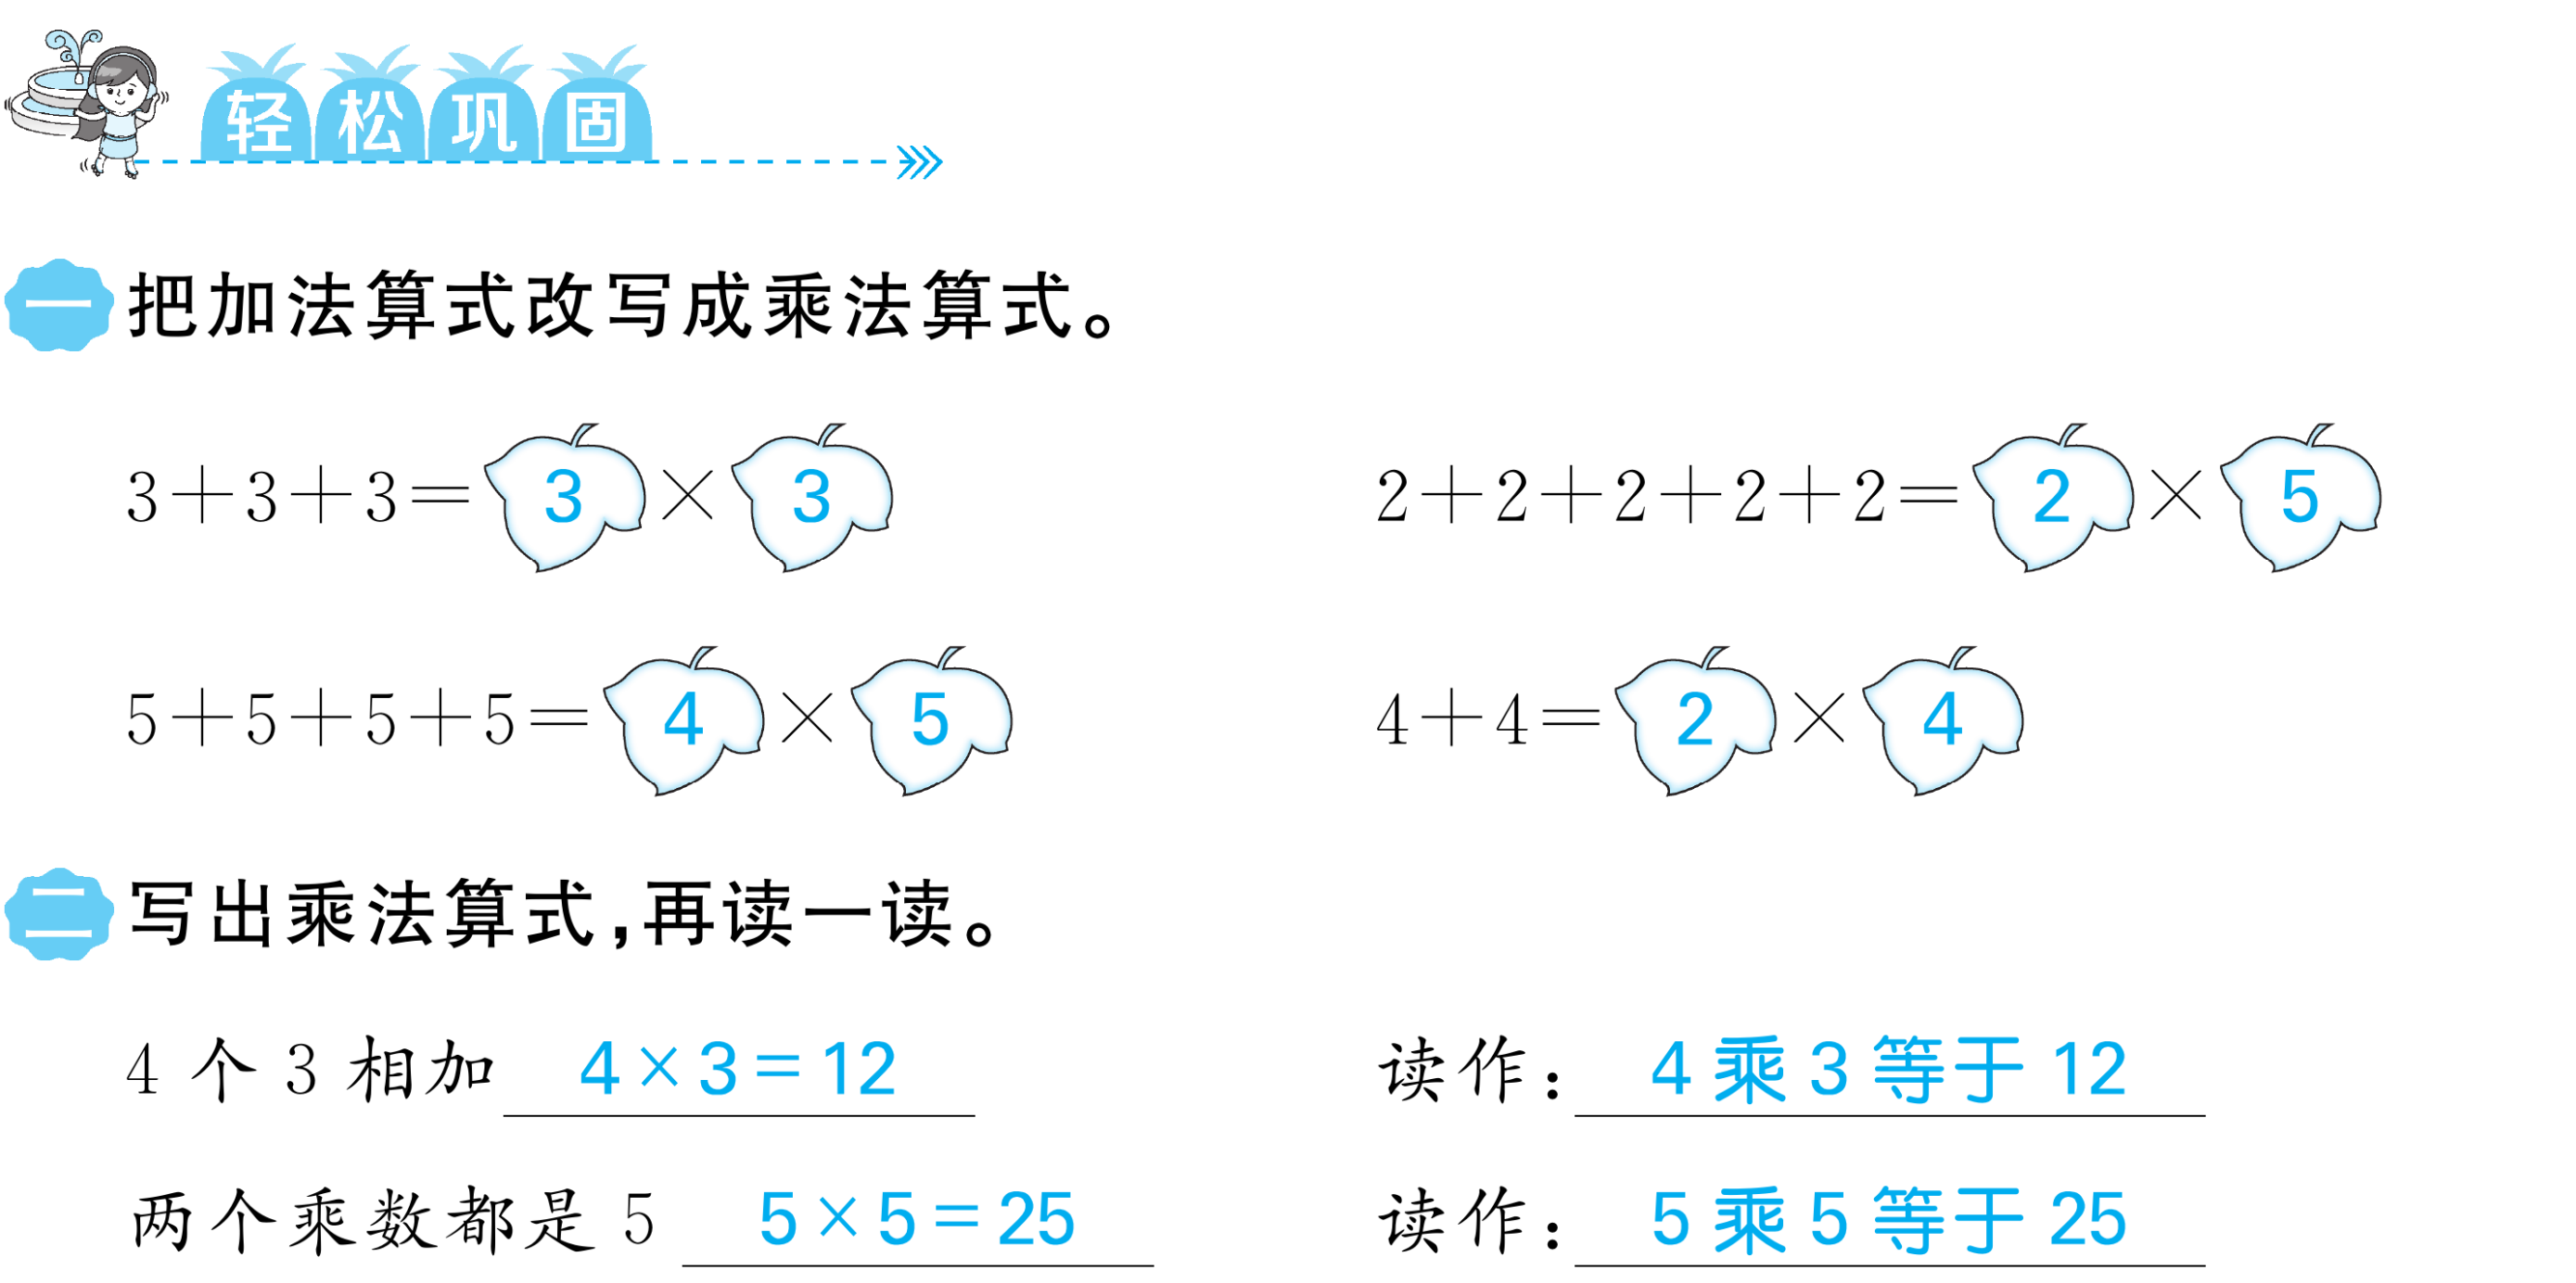 轻松巩固
一 把加法算式改写成乘法算式。
3+3+3=3×3
2+2+2+2+2=2×5
5+5+5+5=4×5
4+4=2×4
二 写出乘法算式,再读一读。
4 个 3 相加 4×3=12
读作: 4 乘 3 等于 12
两个乘数都是 5 5×5=25
读作: 5 乘 5 等于 25